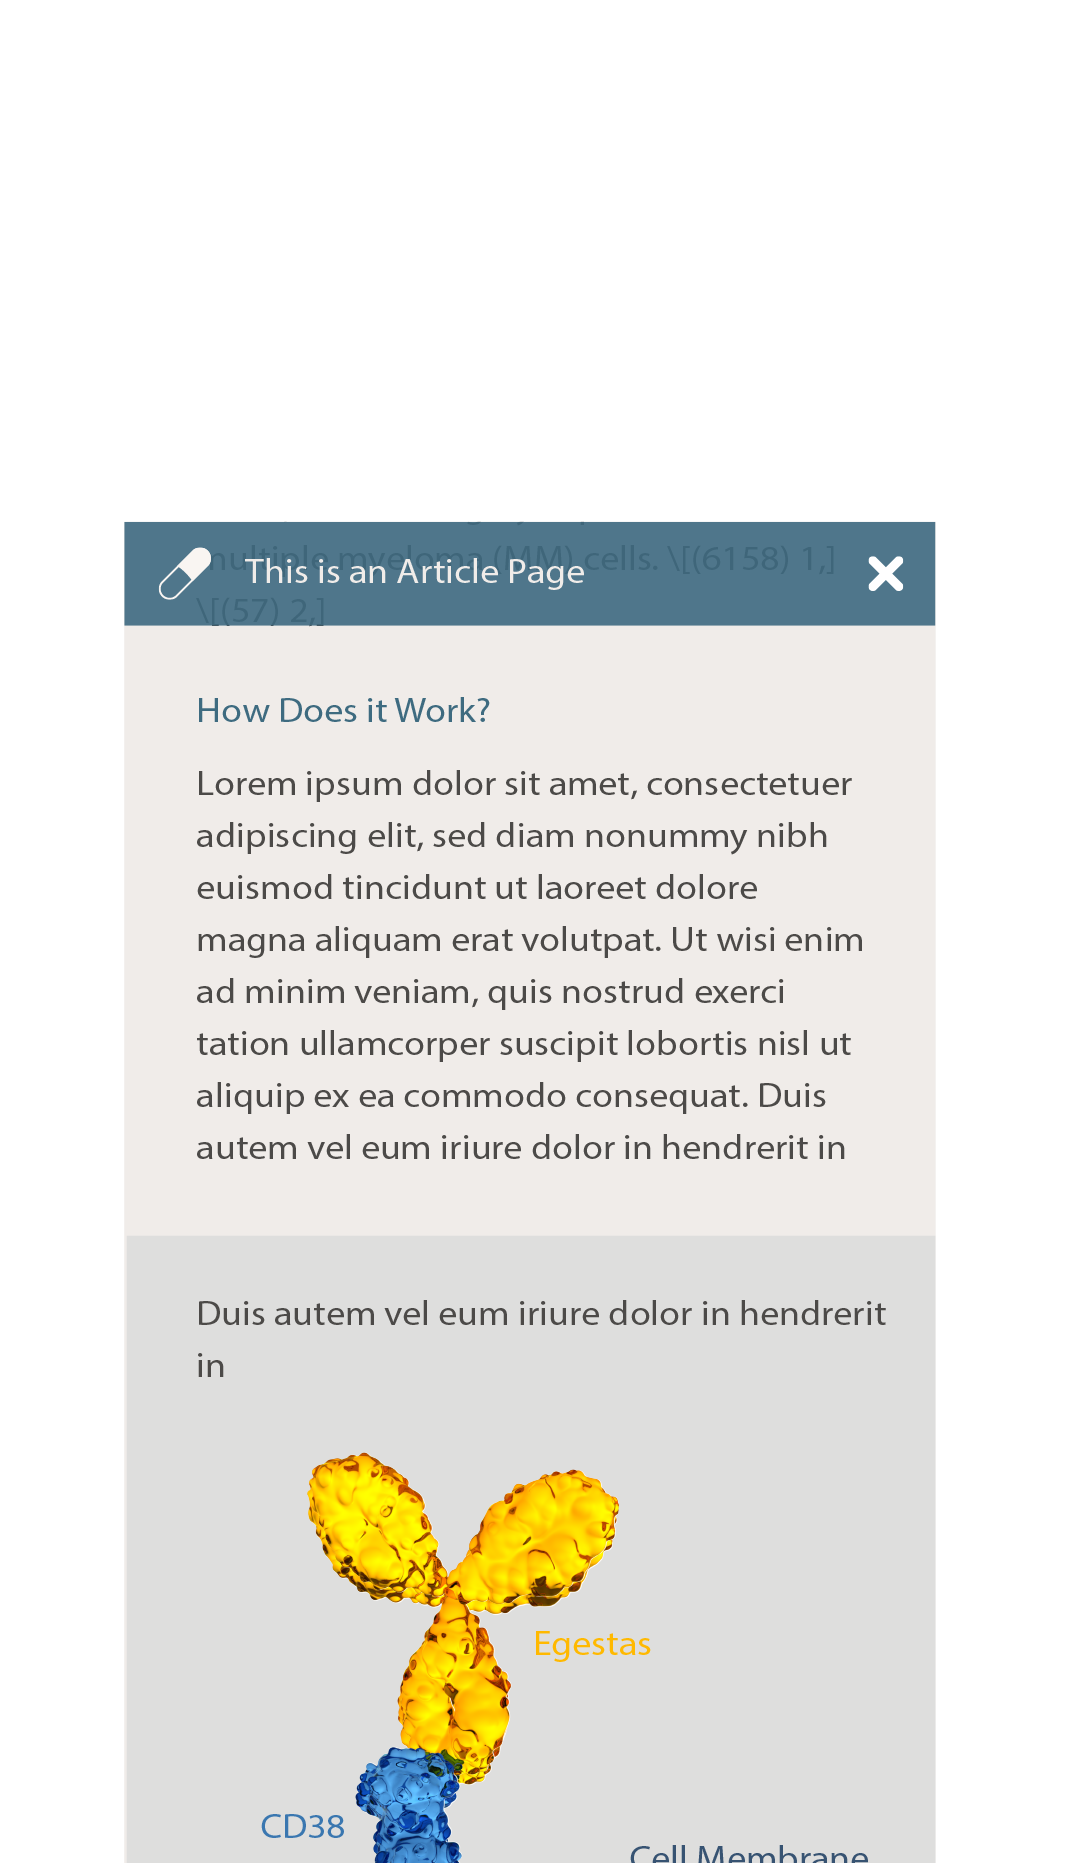 multiple myeloma (MM) cells. \[(6158) 1,]
This is an Article Page
\[(57) 2,]
How Does it Work?
Lorem ipsum dolor sit amet, consectetuer
adipiscing elit, sed diam nonummy nibh
euismod tincidunt ut laoreet dolore
magna aliquam erat volutpat. Ut wisi enim
ad minim veniam, quis nostrud exerci
tation ullamcorper suscipit lobortis nisl ut
aliquip ex ea commodo consequat. Duis
autem vel eum iriure dolor in hendrerit in
Duis autem vel eum iriure dolor in hendrerit
in
Egestas
CD38
Cell Membrane